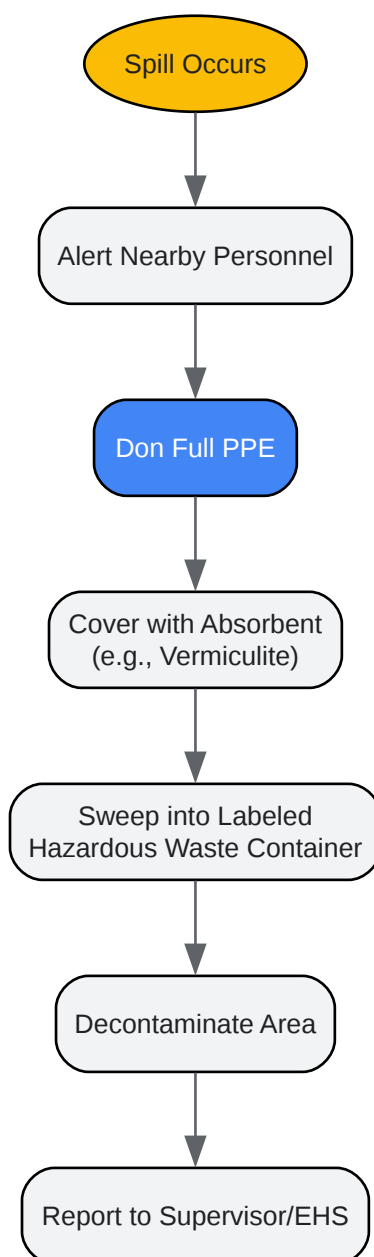 Spill Occurs
Alert Nearby Personnel
Don Full PPE
Cover with Absorbent
(e.g., Vermiculite)
Sweep into Labeled
Hazardous Waste Container
Decontaminate Area
Report to Supervisor/EHS